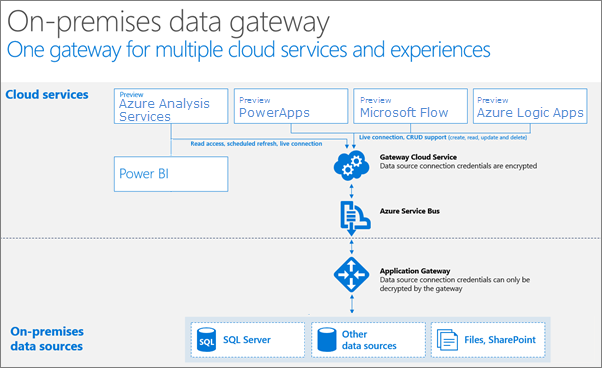 On-premises data gateway
One gateway for multiple cloud services and experiences
Cloud services
Preview
Azure Analysis
Services
Preview
PowerApps
Preview
Microsoft Flow
Preview
Azure Logic Apps
Live connection, CRUD support (create, read, update and delete)
Read access, scheduled refresh, live connection
Power BI
Gateway Cloud Service
Data source connection credentials are encrypted
Azure Service Bus
Application Gateway
Data source connection credentials can only be
decrypted by the gateway
On-premises
data sources
SQL
SQL Server
Other
data sources
Files, SharePoint